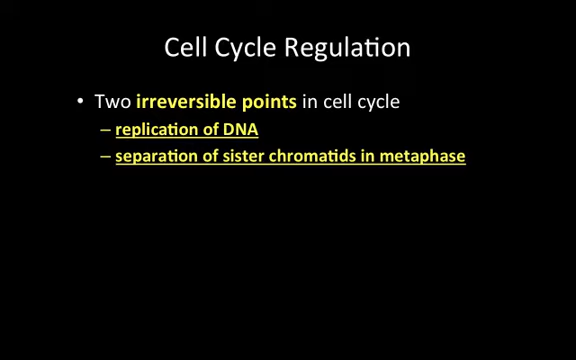 Cell Cycle Regulation
• Two irreversible points in cell cycle
– replication of DNA
– separation of sister chromatids in metaphase